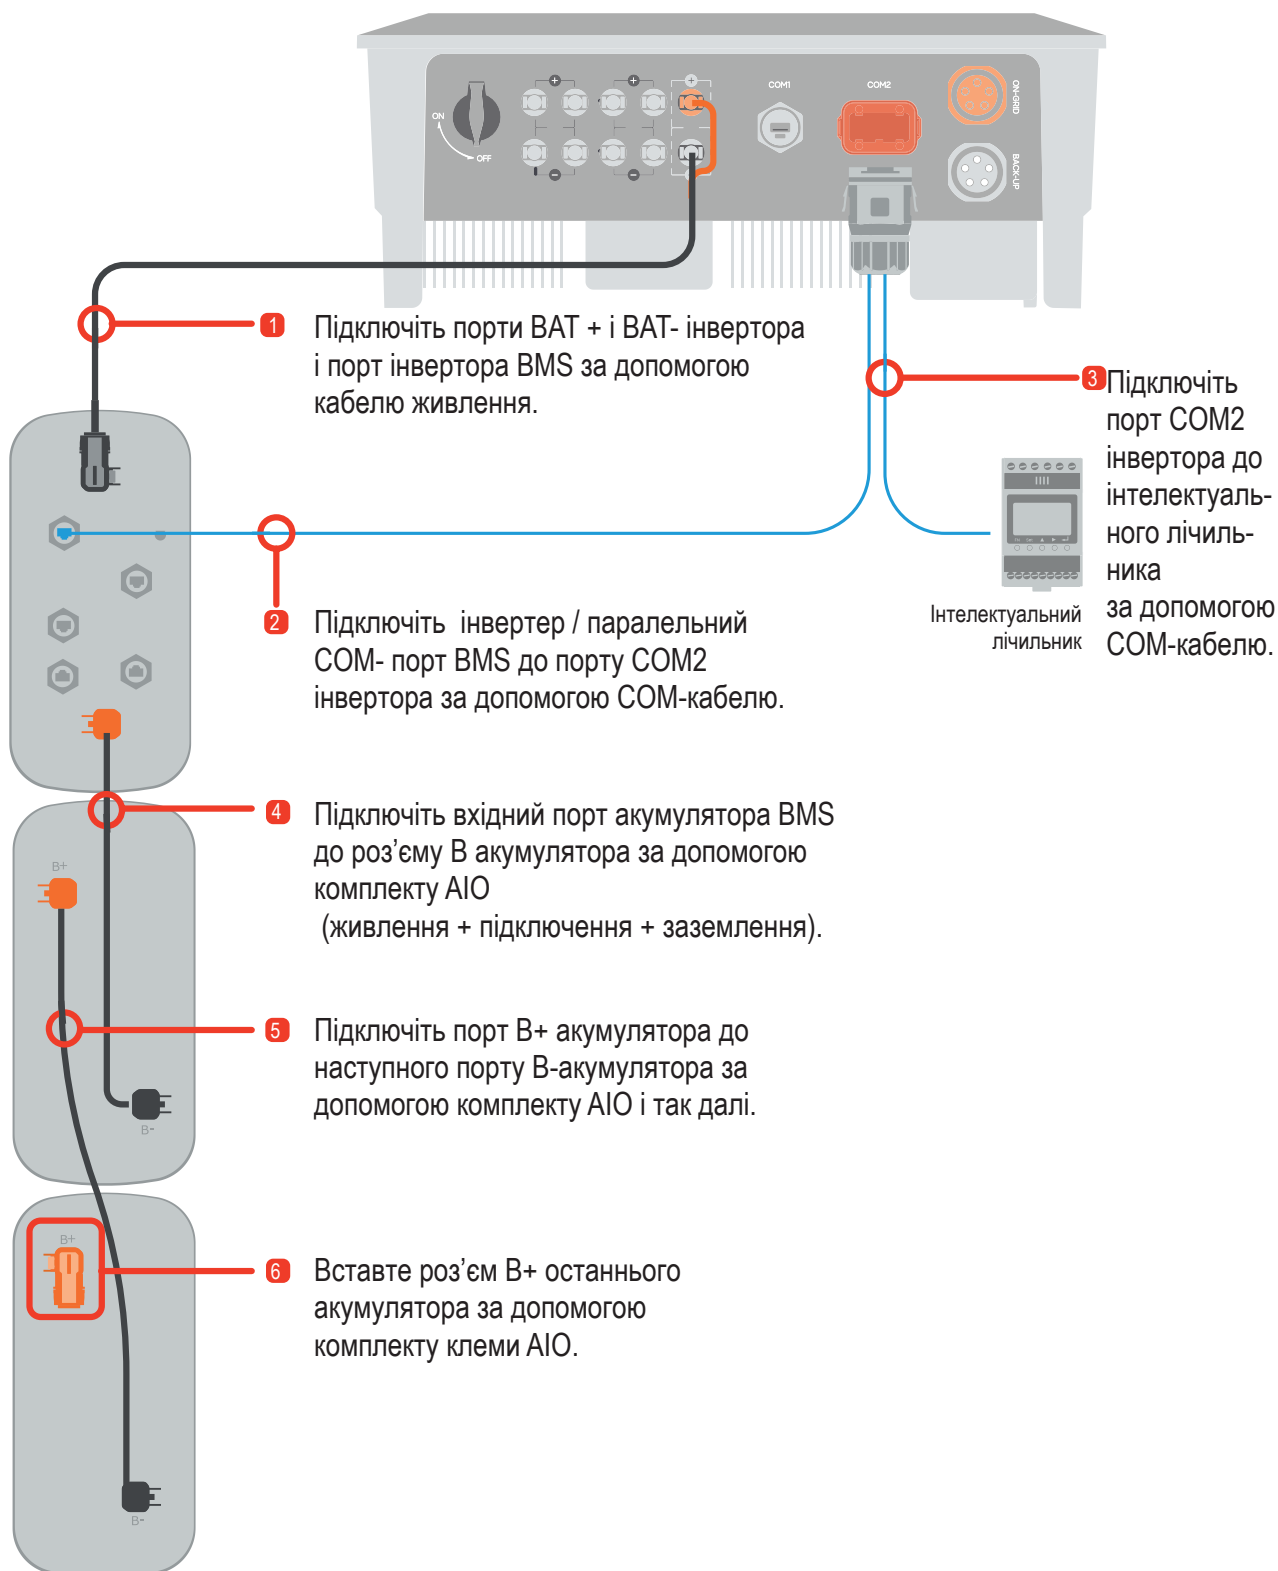 COM1
COM2
ON-GRID
BACK-UP
ON
OFF
1
Підключіть порти BAT + і BAT- інвертора
і порт інвертора BMS за допомогою
кабелю живлення.
3
Підключіть
порт COM2
інвертора до
інтелектуаль-
ного лічиль-
ника
за допомогою
COM-кабелю.
Інтелектуальний
лічильник
2
Підключіть інвертер / паралельний
COM- порт BMS до порту COM2
інвертора за допомогою COM-кабелю.
4
Підключіть вхідний порт акумулятора BMS
до роз’єму B акумулятора за допомогою
комплекту AIO
(живлення + підключення + заземлення).
B+
5
Підключіть порт B+ акумулятора до
наступного порту B-акумулятора за
допомогою комплекту AIO і так далі.
B-
B+
6
Вставте роз’єм B+ останнього
акумулятора за допомогою
комплекту клеми AIO.
B-